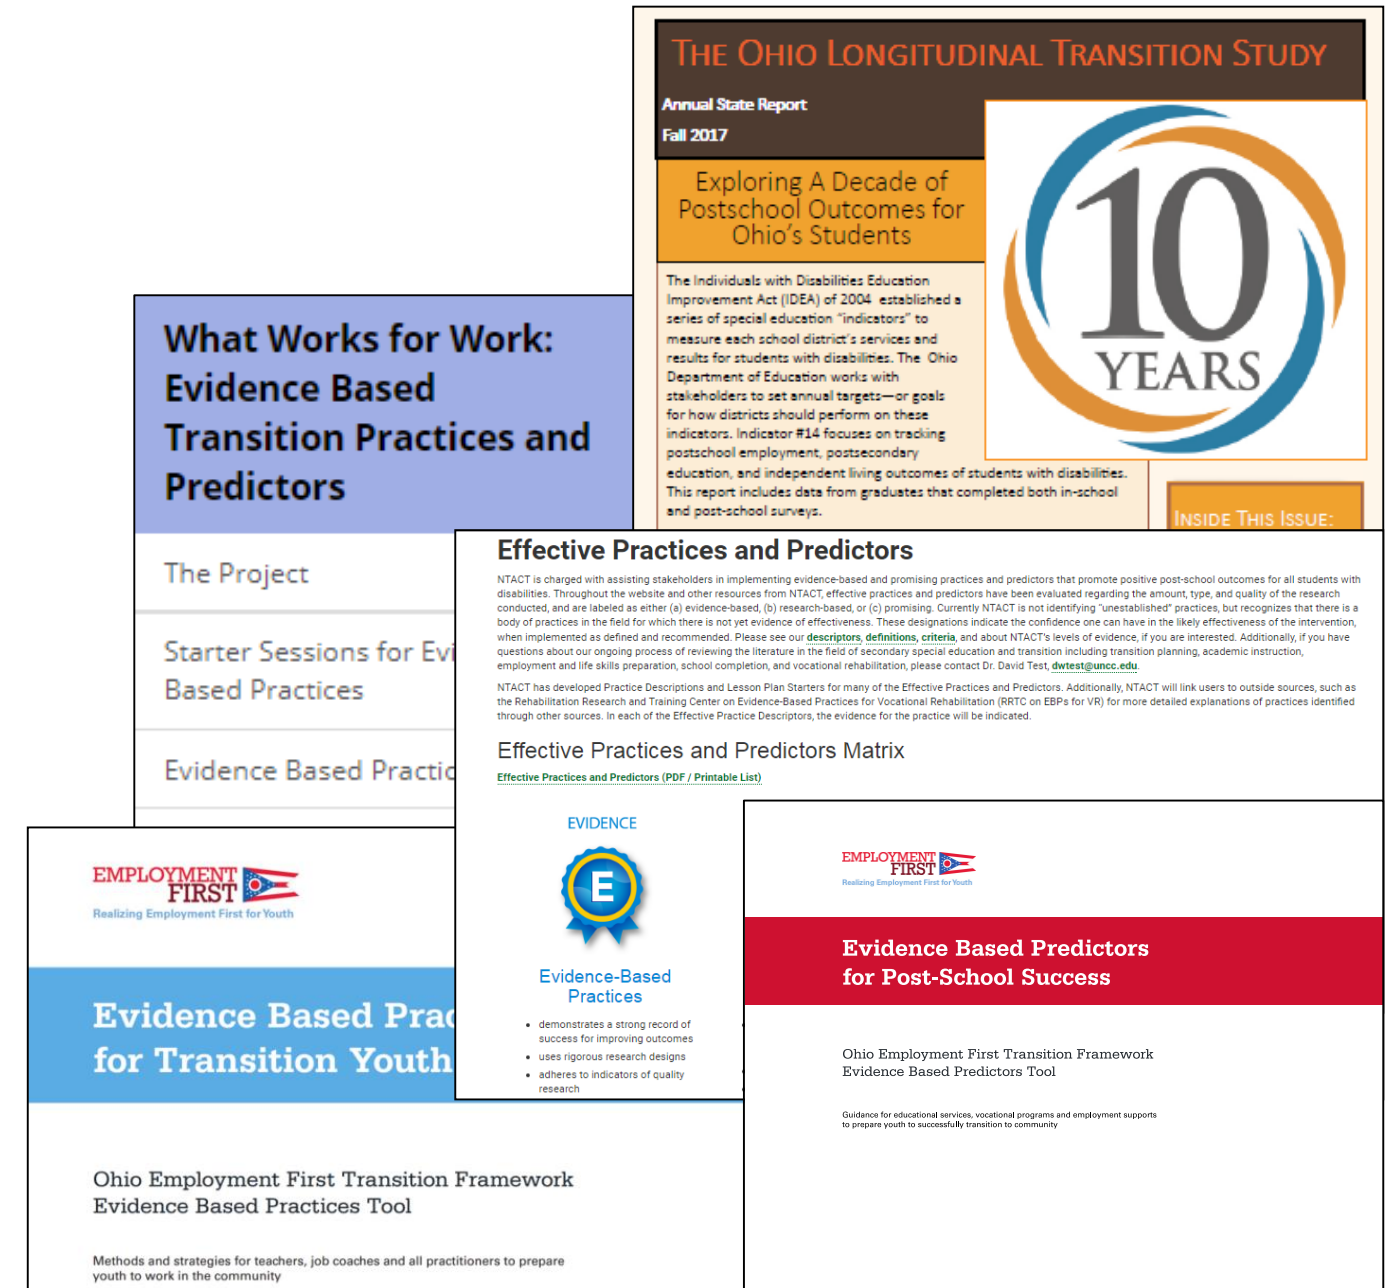 THE OHIO LONGITUDINAL TRANSITION STUDY
Annual State Report
Fall 2017
Exploring A Decade of
Postschool Outcomes for
Ohio's Students
10
YEARS
The Individuals with Disabilities Education
Improvement Act (IDEA) of 2004 established a
series of special education “indicators” to
measure each school district's services and
results for students with disabilities. The Ohio
Department of Education works with
stakeholders to set annual targets—or goals
for how districts should perform on these
indicators. Indicator #14 focuses on tracking
postschool employment, postsecondary
education, and independent living outcomes of students with disabilities.
This report includes data from graduates that completed both in-school
and post-school surveys.
INSIDE THIS ISSUE:
What Works for Work:
Evidence Based
Transition Practices and
Predictors
The Project
Starter Sessions for Evi
Based Practices
Evidence Based Practic
Effective Practices and Predictors
NTACT is charged with assisting stakeholders in implementing evidence-based and promising practices and predictors that promote positive post-school outcomes for all students with
disabilities. Throughout the website and other resources from NTACT, effective practices and predictors have been evaluated regarding the amount, type, and quality of the research
conducted, and are labeled as either (a) evidence-based, (b) research-based, or (c) promising. Currently NTACT is not identifying "unestablished" practices, but recognizes that there is a
body of practices in the field for which there is not yet evidence of effectiveness. These designations indicate the confidence one can have in the likely effectiveness of the intervention,
when implemented as defined and recommended. Please see our descriptors, definitions, criteria, and about NTACT's levels of evidence, if you are interested. Additionally, if you have
questions about our ongoing process of reviewing the literature in the field of secondary special education and transition including transition planning, academic instruction,
employment and life skills preparation, school completion, and vocational rehabilitation, please contact Dr. David Test, dwtest@uncc.edu.
NTACT has developed Practice Descriptions and Lesson Plan Starters for many of the Effective Practices and Predictors. Additionally, NTACT will link users to outside sources, such as
the Rehabilitation Research and Training Center on Evidence-Based Practices for Vocational Rehabilitation (RRTC on EBPs for VR) for more detailed explanations of practices identified
through other sources. In each of the Effective Practice Descriptors, the evidence for the practice will be indicated.
Effective Practices and Predictors Matrix
Effective Practices and Predictors (PDF / Printable List)
EVIDENCE
E
Evidence-Based
Practices
• demonstrates a strong record of
success for improving outcomes
• uses rigorous research designs
• adheres to indicators of quality
research
EMPLOYMENT
FIRST
Realizing Employment First for Youth
Evidence Based Prac
for Transition Youth
Ohio Employment First Transition Framework
Evidence Based Practices Tool
Methods and strategies for teachers, job coaches and all practitioners to prepare
youth to work in the community
EMPLOYMENT
FIRST
Realizing Employment First for Youth
Evidence Based Predictors
for Post-School Success
Ohio Employment First Transition Framework
Evidence Based Predictors Tool
Guidance for educational services, vocational programs and employment supports
to prepare youth to successfully transition to community